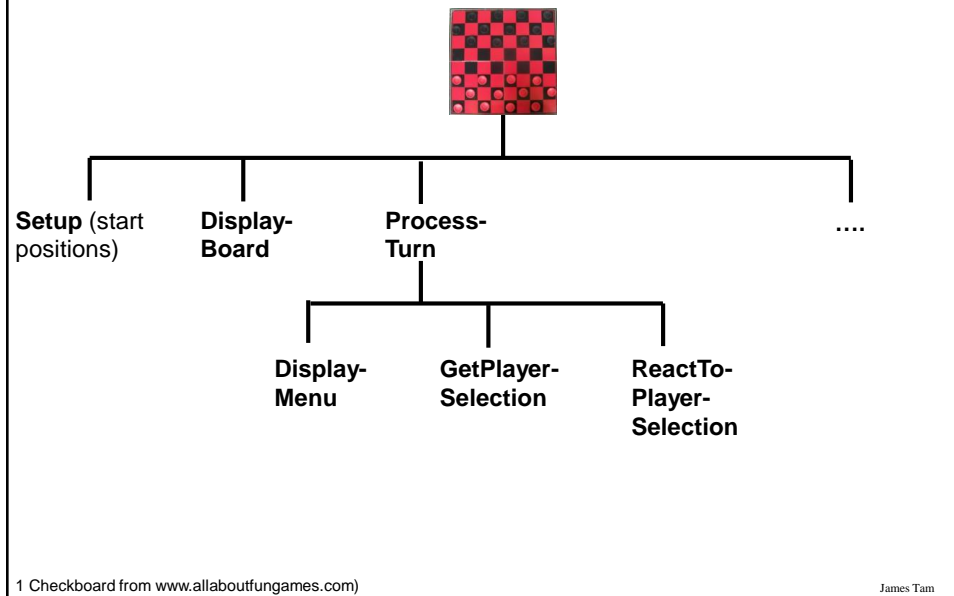 Setup (start
positions)
Display-
Board
Process-
Turn
....
Display-
Menu
GetPlayer-
Selection
ReactTo-
Player-
Selection
1 Checkboard from www.allaboutfungames.com)
James Tam